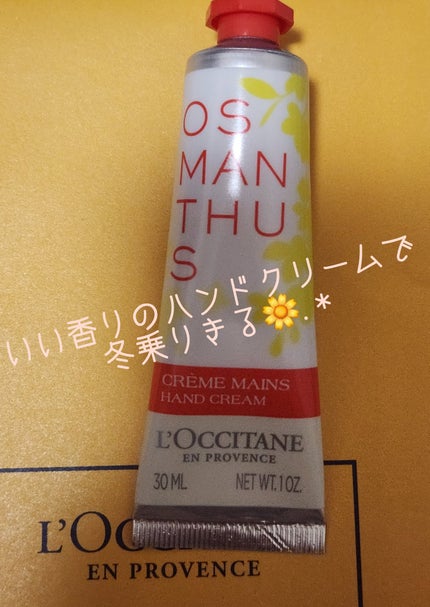 OS
MAN
THU
S
いい香りのハンドクリームで
冬乗りきる🌼.*
CRÈME MAINS
HAND CREAM
L'OCCITANE
EN PROVENCE
30 ML NET WT. 1 OZ.
L'OC
EN PROVENCE